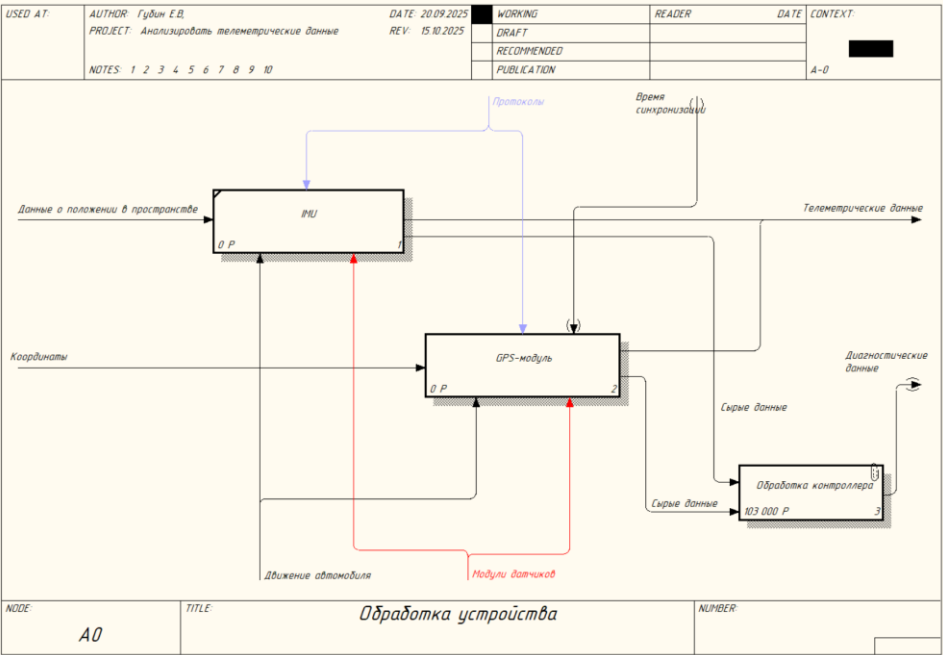 USED AT:
AUTHOR: Губин Е.В,
DATE: 20.09.2025
WORKING
READER
DATE
CONTEXT:
PROJECT: Анализировать телеметрические данные
REV: 15.10.2025
DRAFT
RECOMMENDED
NOTES: 1 2 3 4 5 6 7 8 9 10
PUBLICATION
A-0
Протоколы
Время
синхронизации
Данные о положении в пространстве
IMU
0 Р
1
Телеметрические данные
Координаты
GPS-модуль
0 Р
2
Диагностические
данные
Сырые данные
Обработка контроллера
103 000 Р
3
Сырые данные
Движение автомобиля
Модули датчиков
NODE:
A0
TITLE:
Обработка устройства
NUMBER: